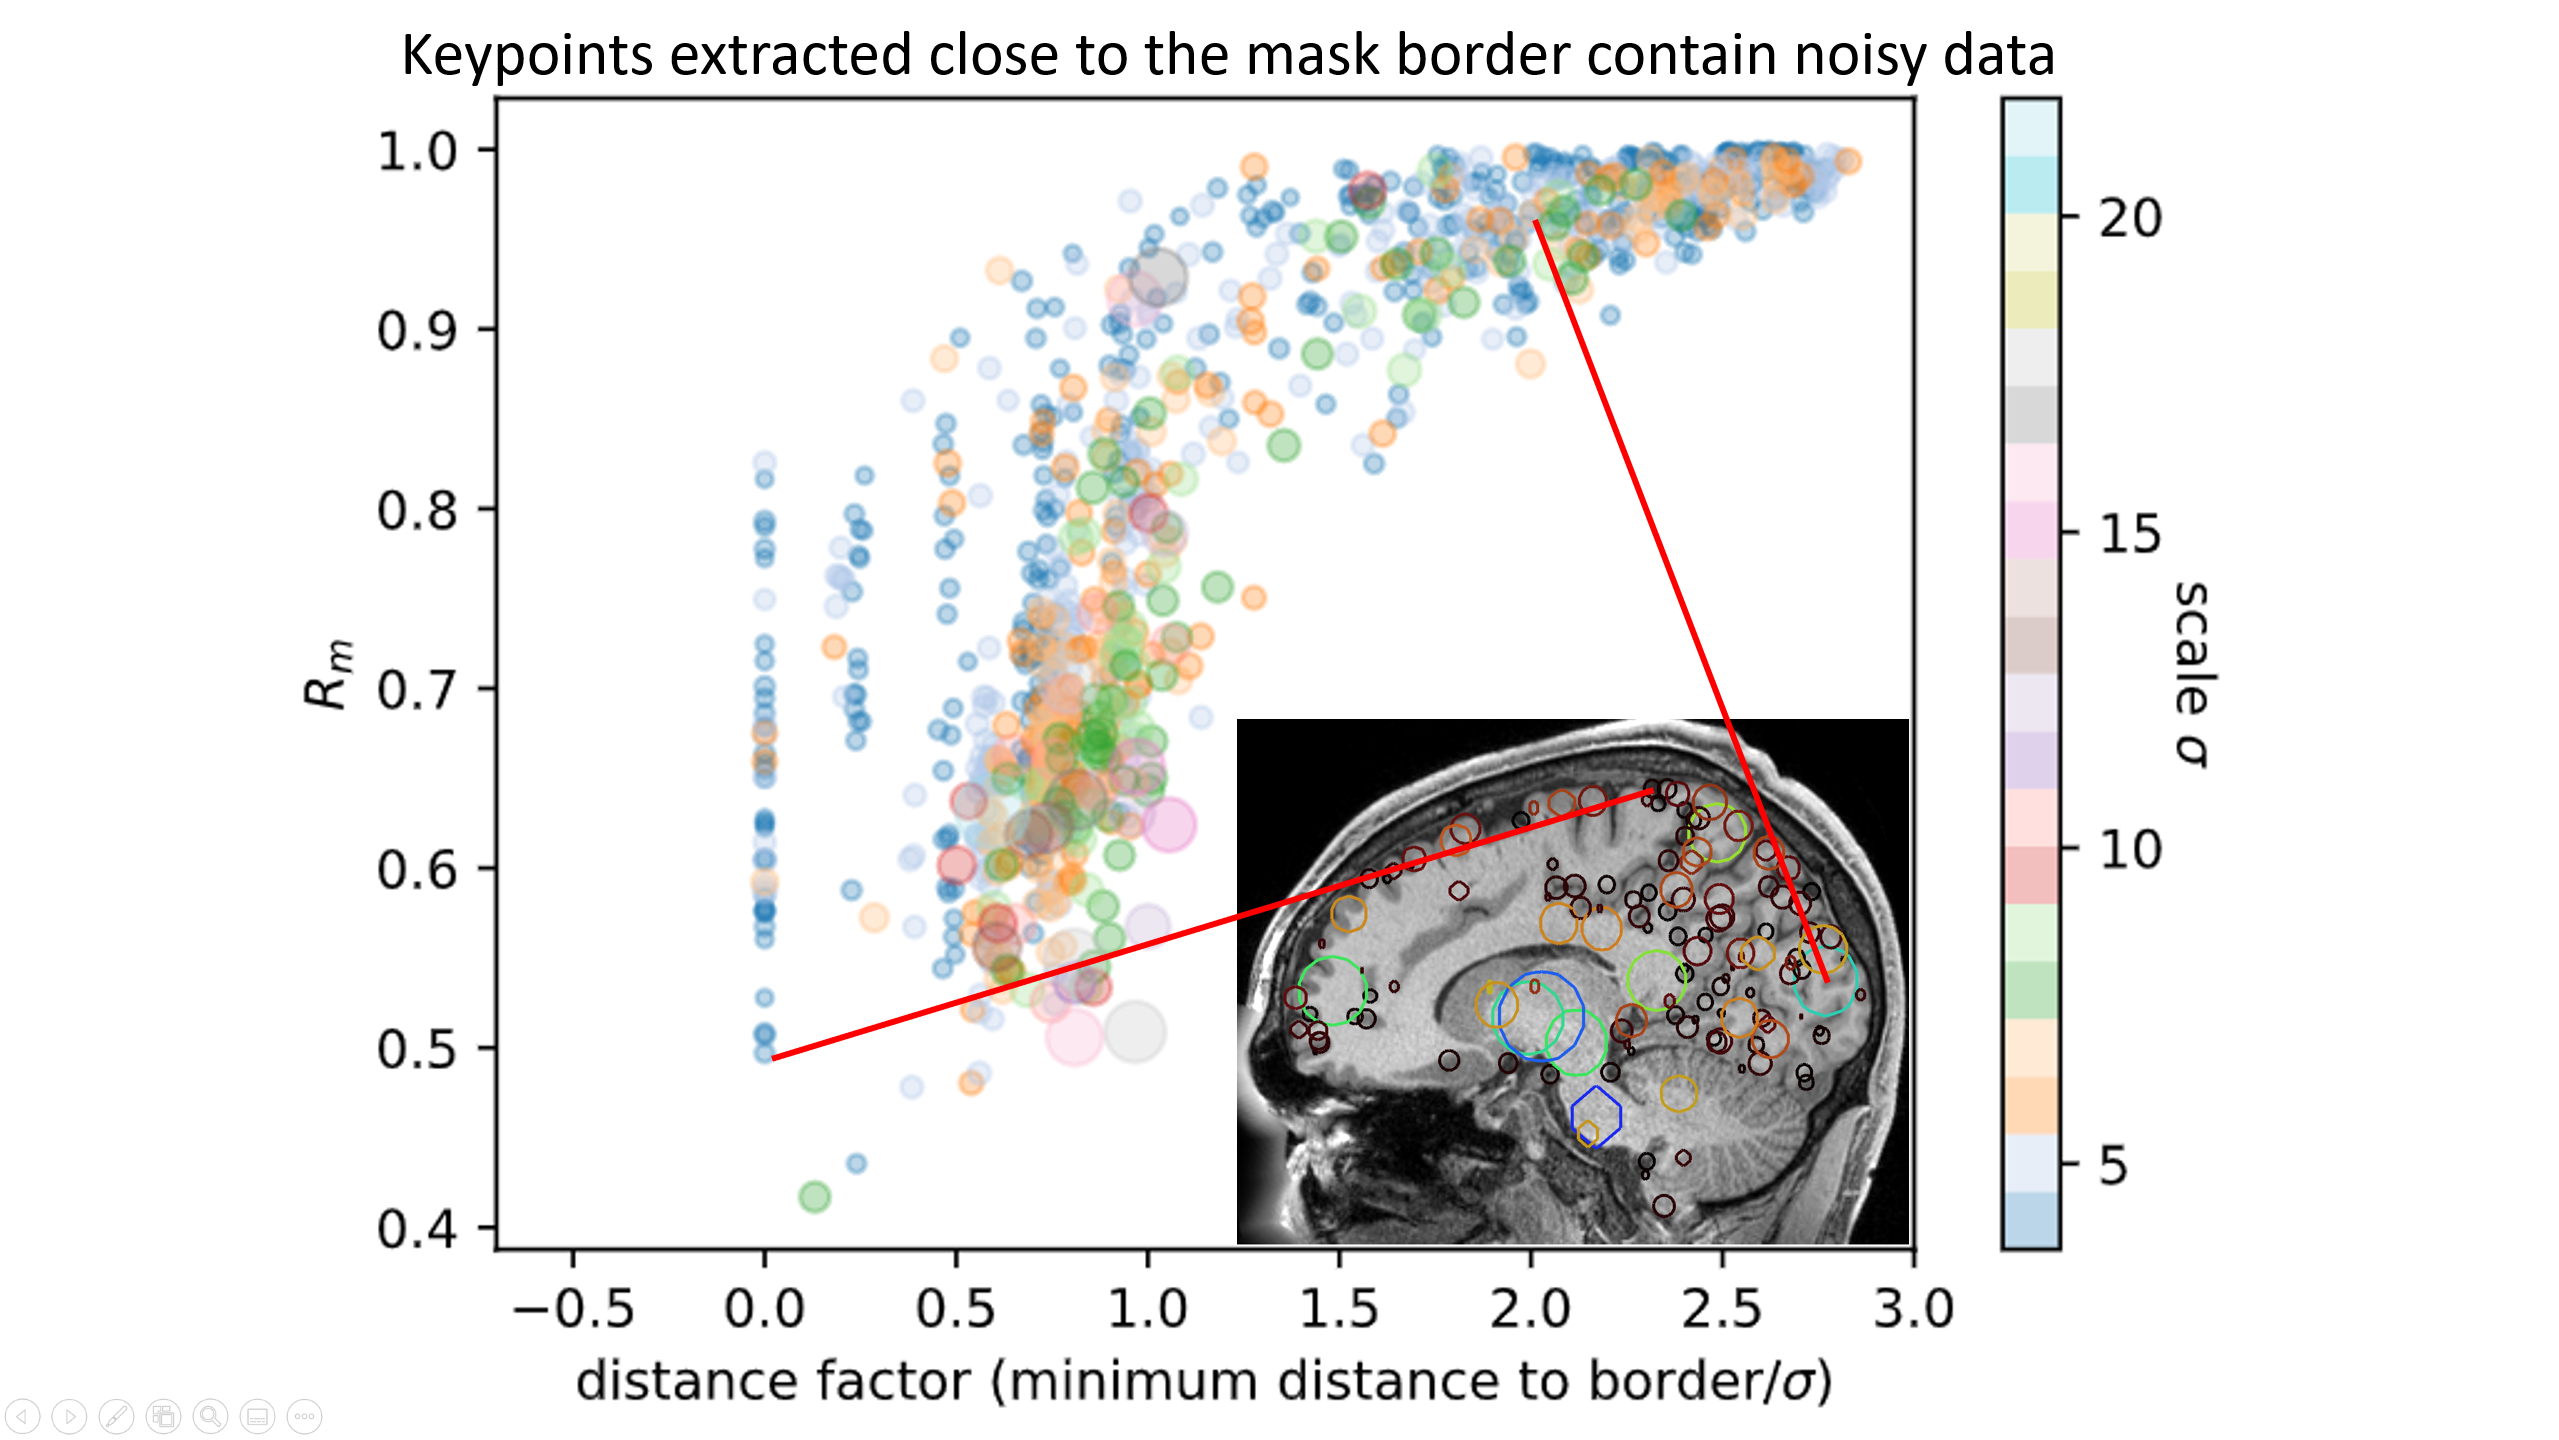 Keypoints extracted close to the mask border contain noisy data
1.0
0.9
0.8
0.7
0.6
0.5
0.4
R_m
−0.5 0.0 0.5 1.0 1.5 2.0 2.5 3.0
distance factor (minimum distance to border/σ)
20
15
10
5
scale σ